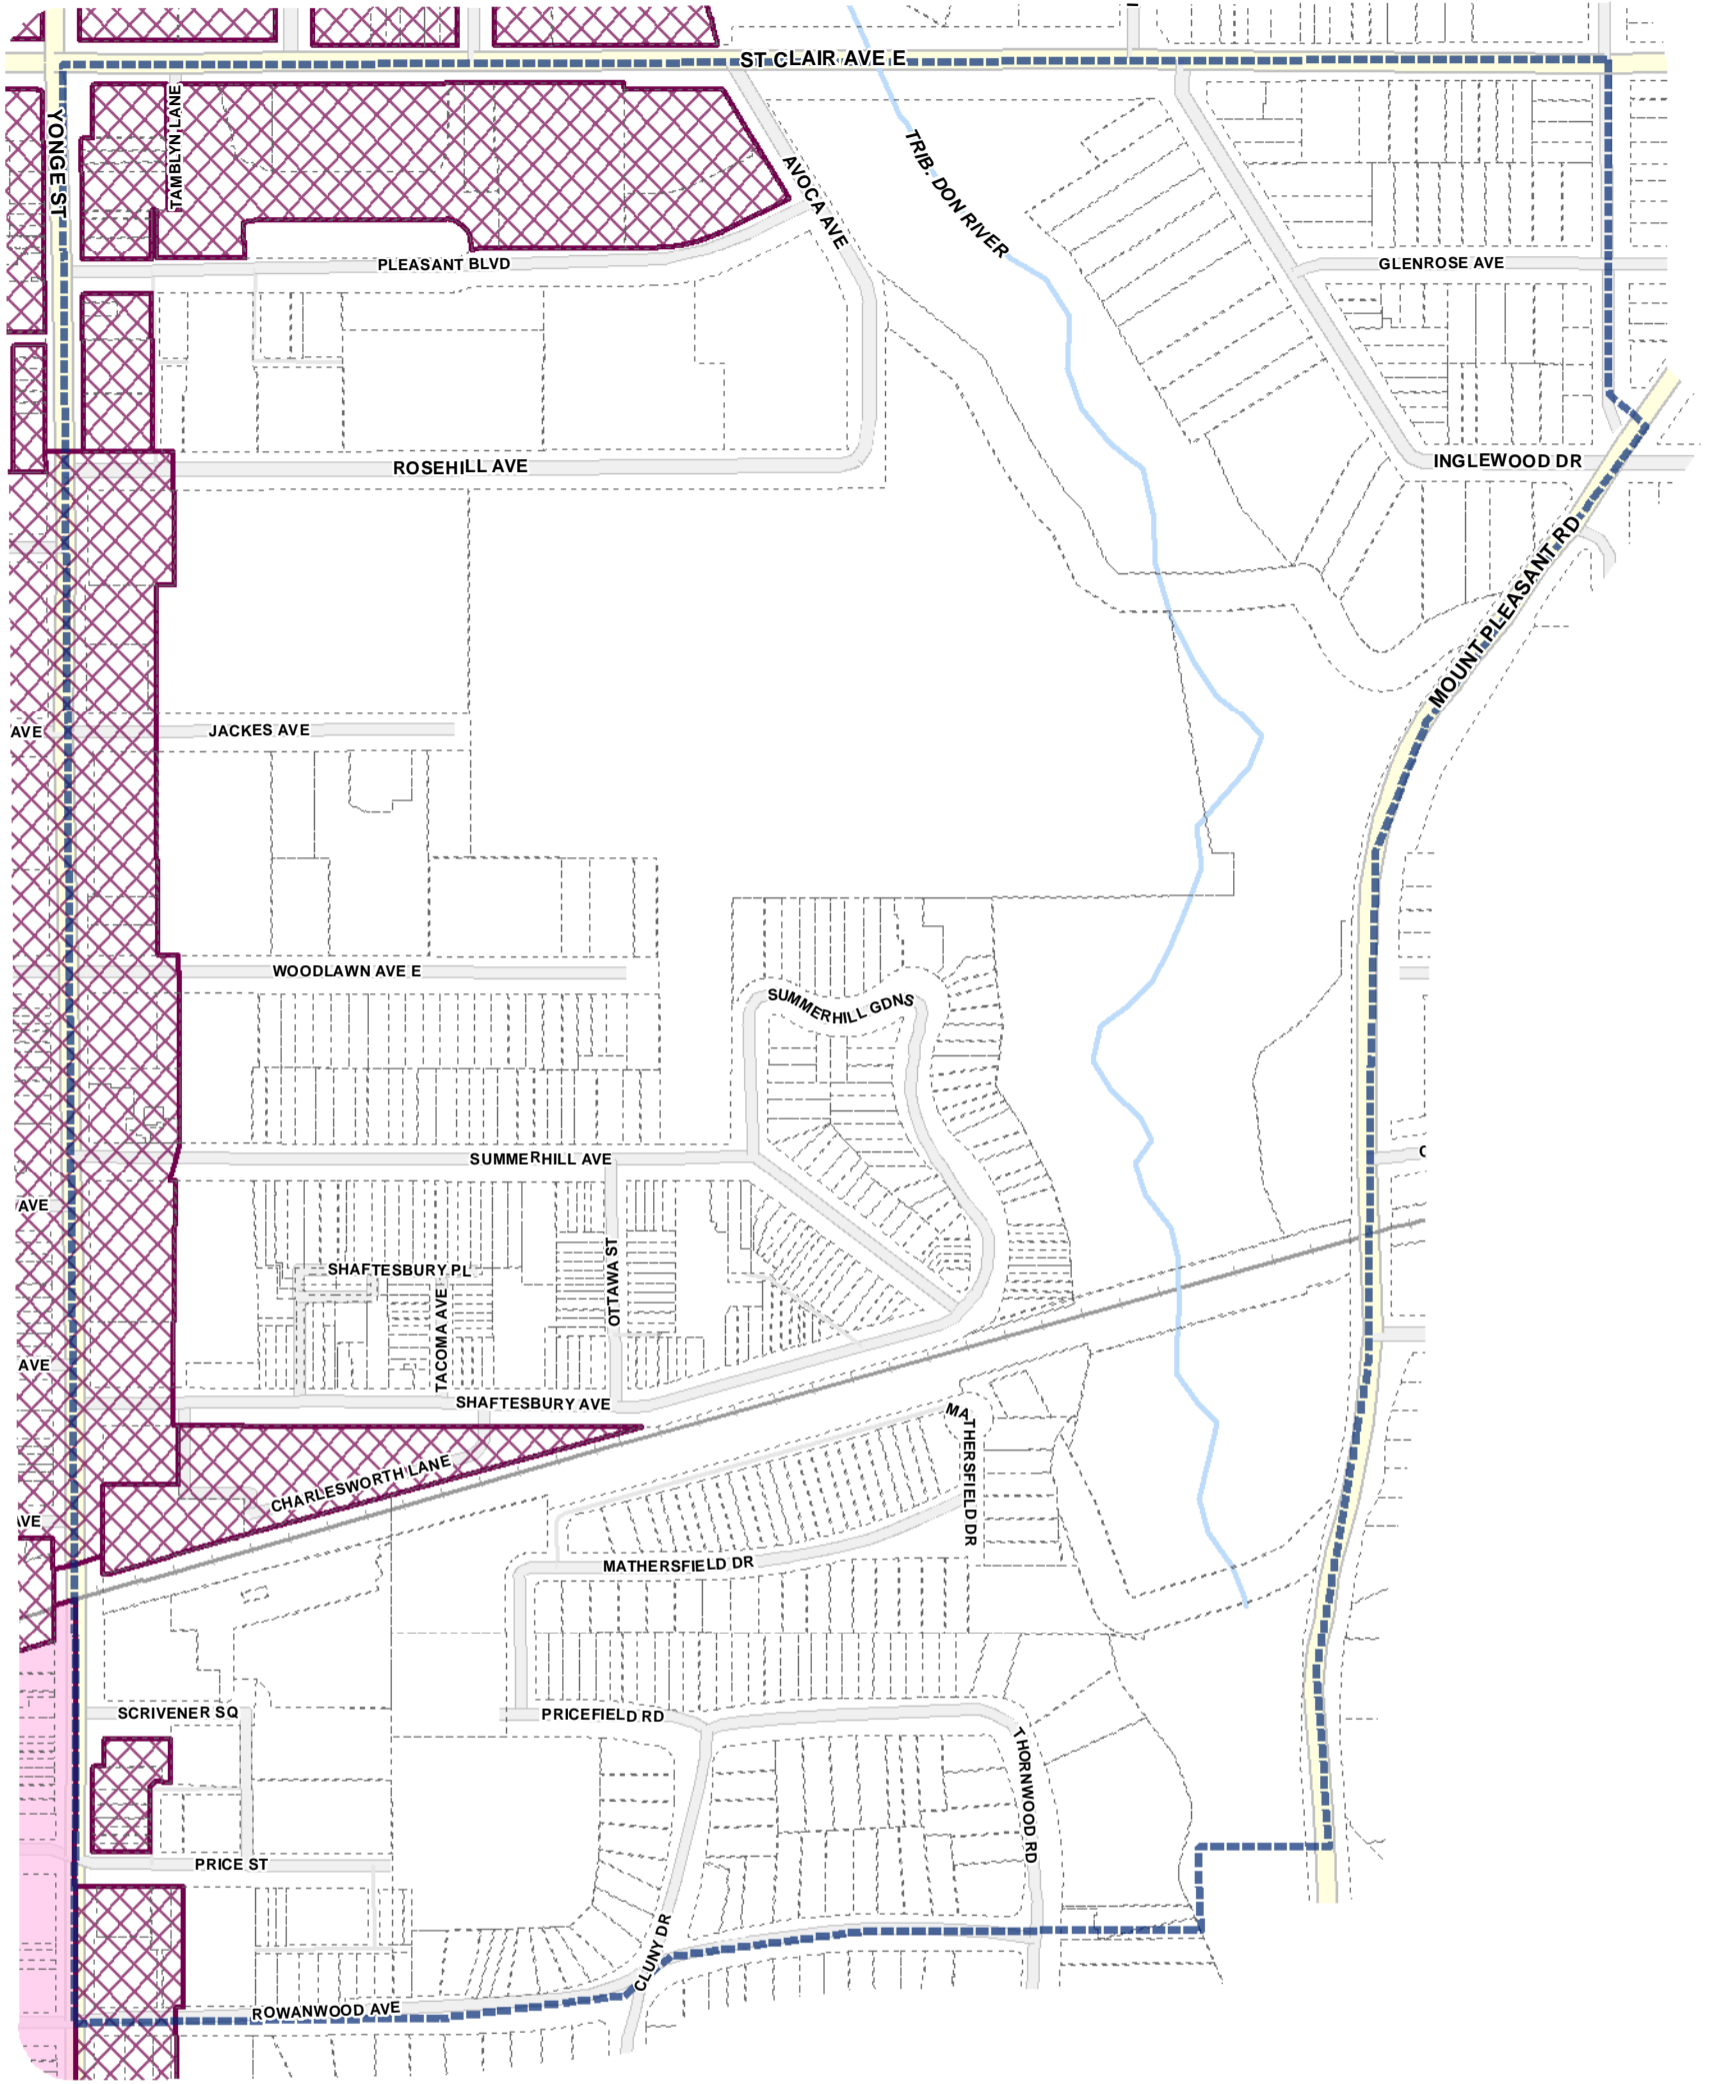 ST CLAIR AVE E
YONGE ST
TAMBLYN LANE
AVOCA AVE
TRIB. DON RIVER
PLEASANT BLVD
GLENROSE AVE
ROSEHILL AVE
INGLEWOOD DR
MOUNT PLEASANT RD
AVE
JACKES AVE
WOODLAWN AVE E
SUMMERHILL GDNS
SUMMERHILL AVE
AVE
SHAFTESBURY PL
OTTAWA ST
TACOMA AVE
AVE
SHAFTESBURY AVE
MATHERSFIELD DR
CHARLESWORTH LANE
AVE
MATHERSFIELD DR
SCRIVENER SQ
PRICEFIELD RD
THORNWOOD RD
PRICE ST
CLUNY DR
ROWANWOOD AVE